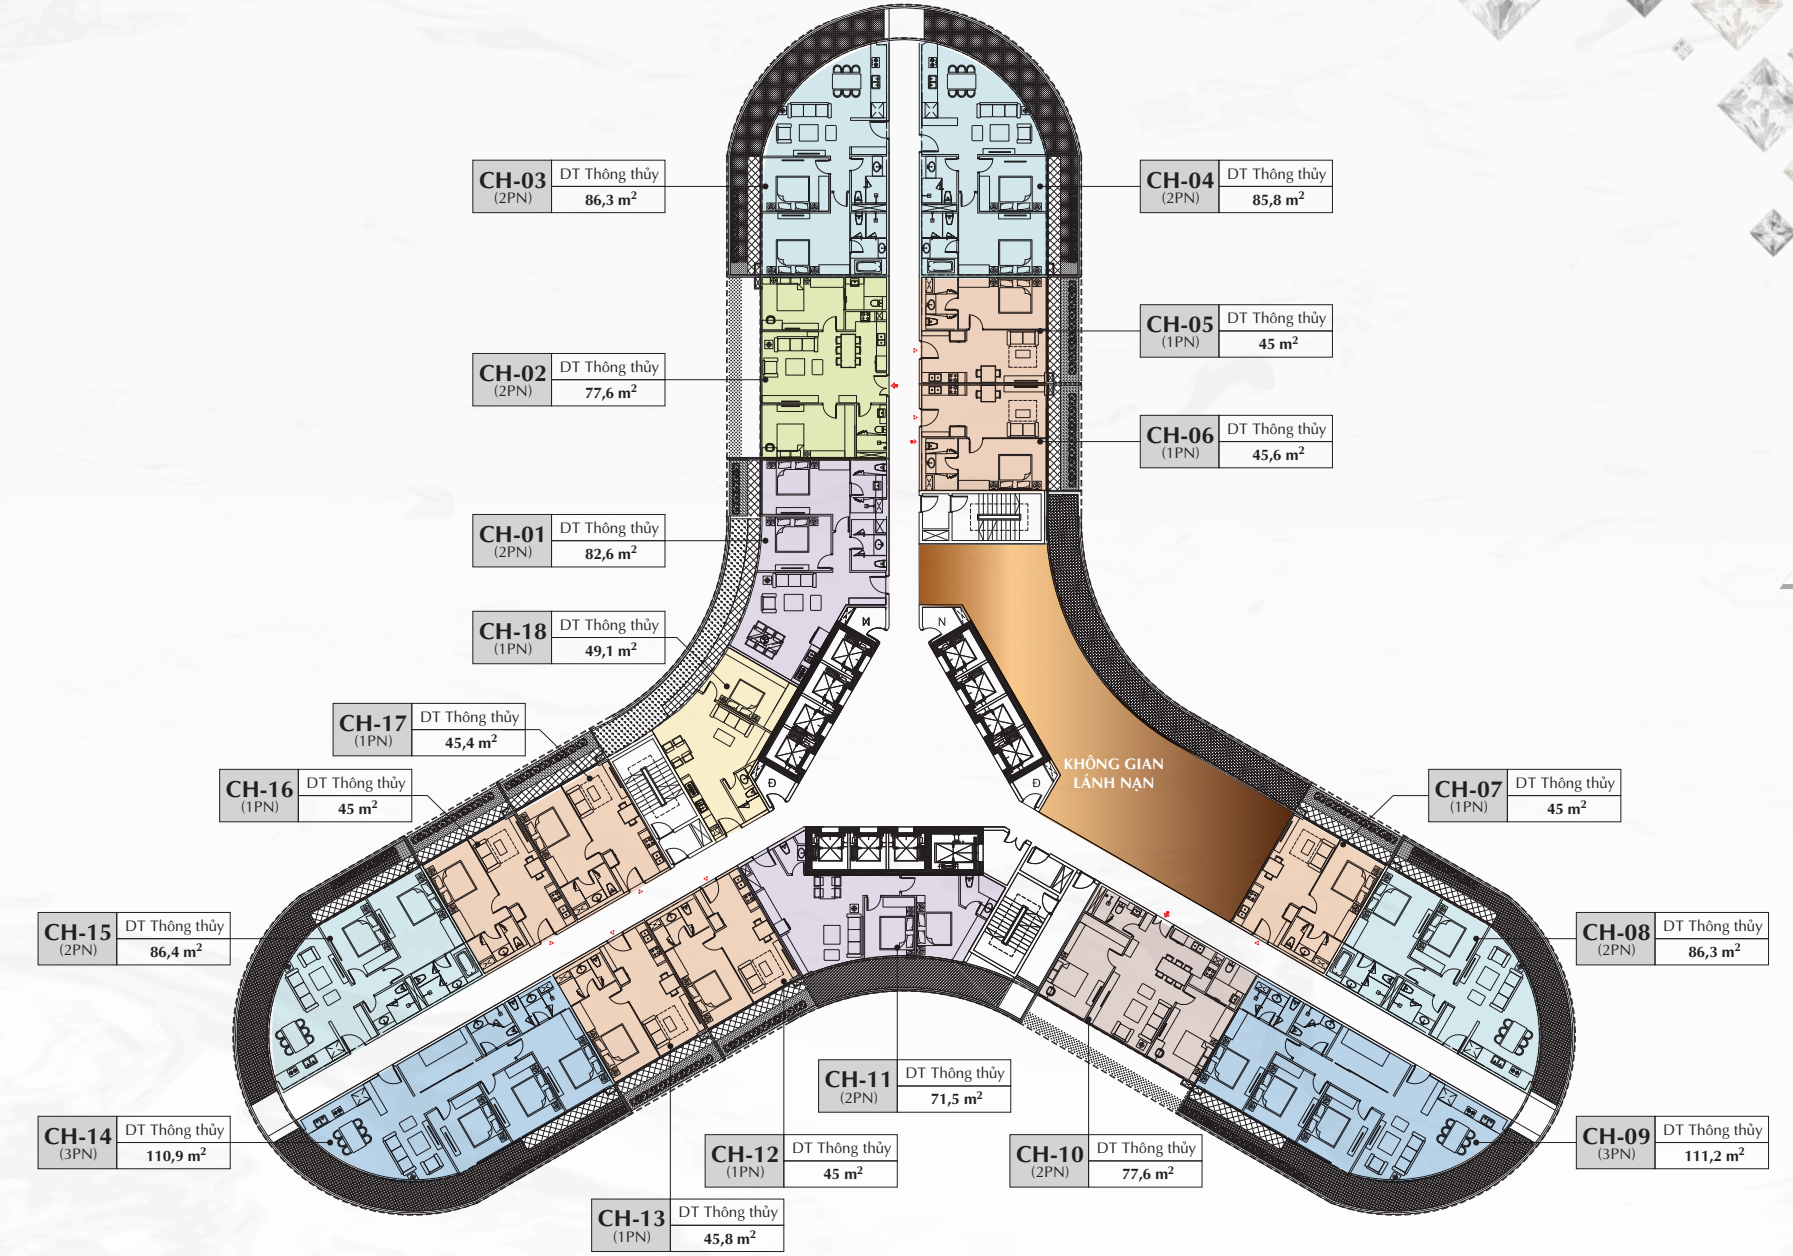 CH-03
(2PN)
DT Thông thủy
86,3 m²
CH-04
(2PN)
DT Thông thủy
85,8 m²
CH-02
(2PN)
DT Thông thủy
77,6 m²
CH-05
(1PN)
DT Thông thủy
45 m²
CH-06
(1PN)
DT Thông thủy
45,6 m²
CH-01
(2PN)
DT Thông thủy
82,6 m²
CH-18
(1PN)
DT Thông thủy
49,1 m²
N
N
CH-17
(1PN)
DT Thông thủy
45,4 m²
CH-16
(1PN)
DT Thông thủy
45 m²
Đ
Đ
KHÔNG GIAN
LÁNH NẠN
CH-07
(1PN)
DT Thông thủy
45 m²
CH-15
(2PN)
DT Thông thủy
86,4 m²
CH-08
(2PN)
DT Thông thủy
86,3 m²
CH-11
(2PN)
DT Thông thủy
71,5 m²
CH-14
(3PN)
DT Thông thủy
110,9 m²
CH-12
(1PN)
DT Thông thủy
45 m²
CH-10
(2PN)
DT Thông thủy
77,6 m²
CH-09
(3PN)
DT Thông thủy
111,2 m²
CH-13
(1PN)
DT Thông thủy
45,8 m²